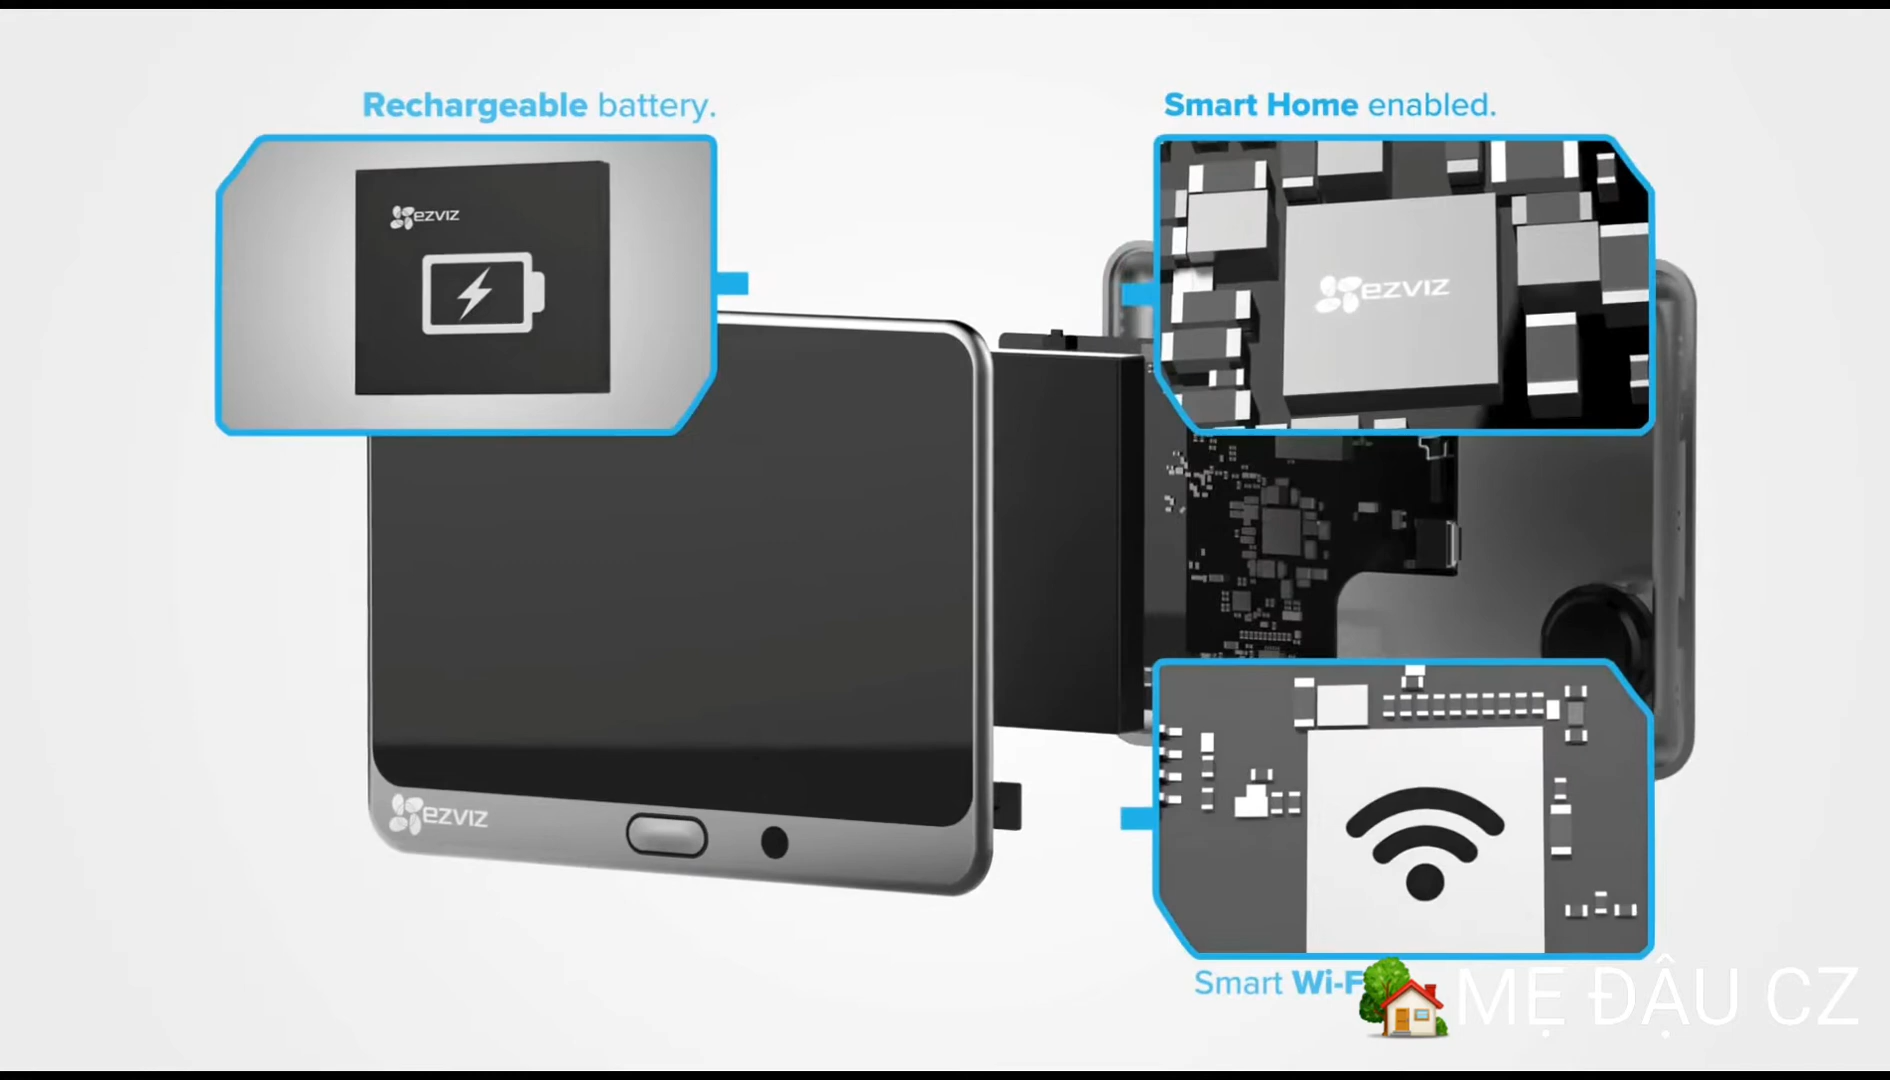 Rechargeable battery.
Smart Home enabled.
ezviz
ezviz
ezviz
Smart Wi-F
MẸ ĐẬU CZ